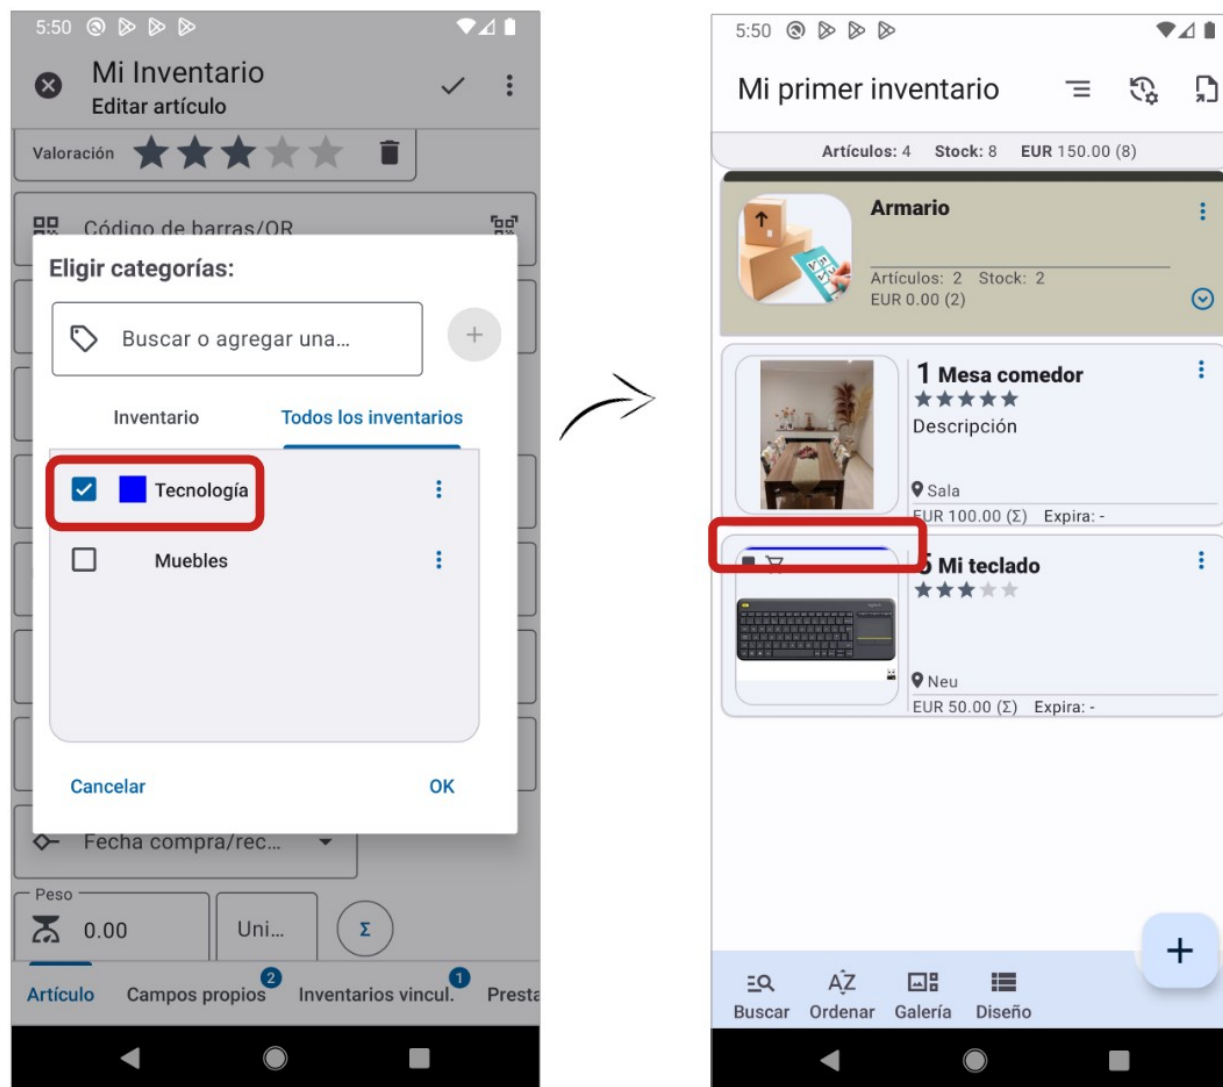 5:50
Mi Inventario
Editar artículo
Valoración
Código de barras/QR
Eligir categorías:
Buscar o agregar una...
Inventario
Todos los inventarios
Tecnología
Muebles
Cancelar
OK
Fecha compra/rec...
Peso
0.00
Uni...
Σ
2
1
Artículo
Campos propios
Inventarios vincul.
Presta
5:50
Mi primer inventario
Artículos: 4 Stock: 8 EUR 150.00 (8)
Armario
Artículos: 2 Stock: 2
EUR 0.00 (2)
1 Mesa comedor
Descripción
Sala
EUR 100.00 (Σ) Expira: -
Mi teclado
Neu
EUR 50.00 (Σ) Expira: -
Buscar
Ordenar
Galería
Diseño